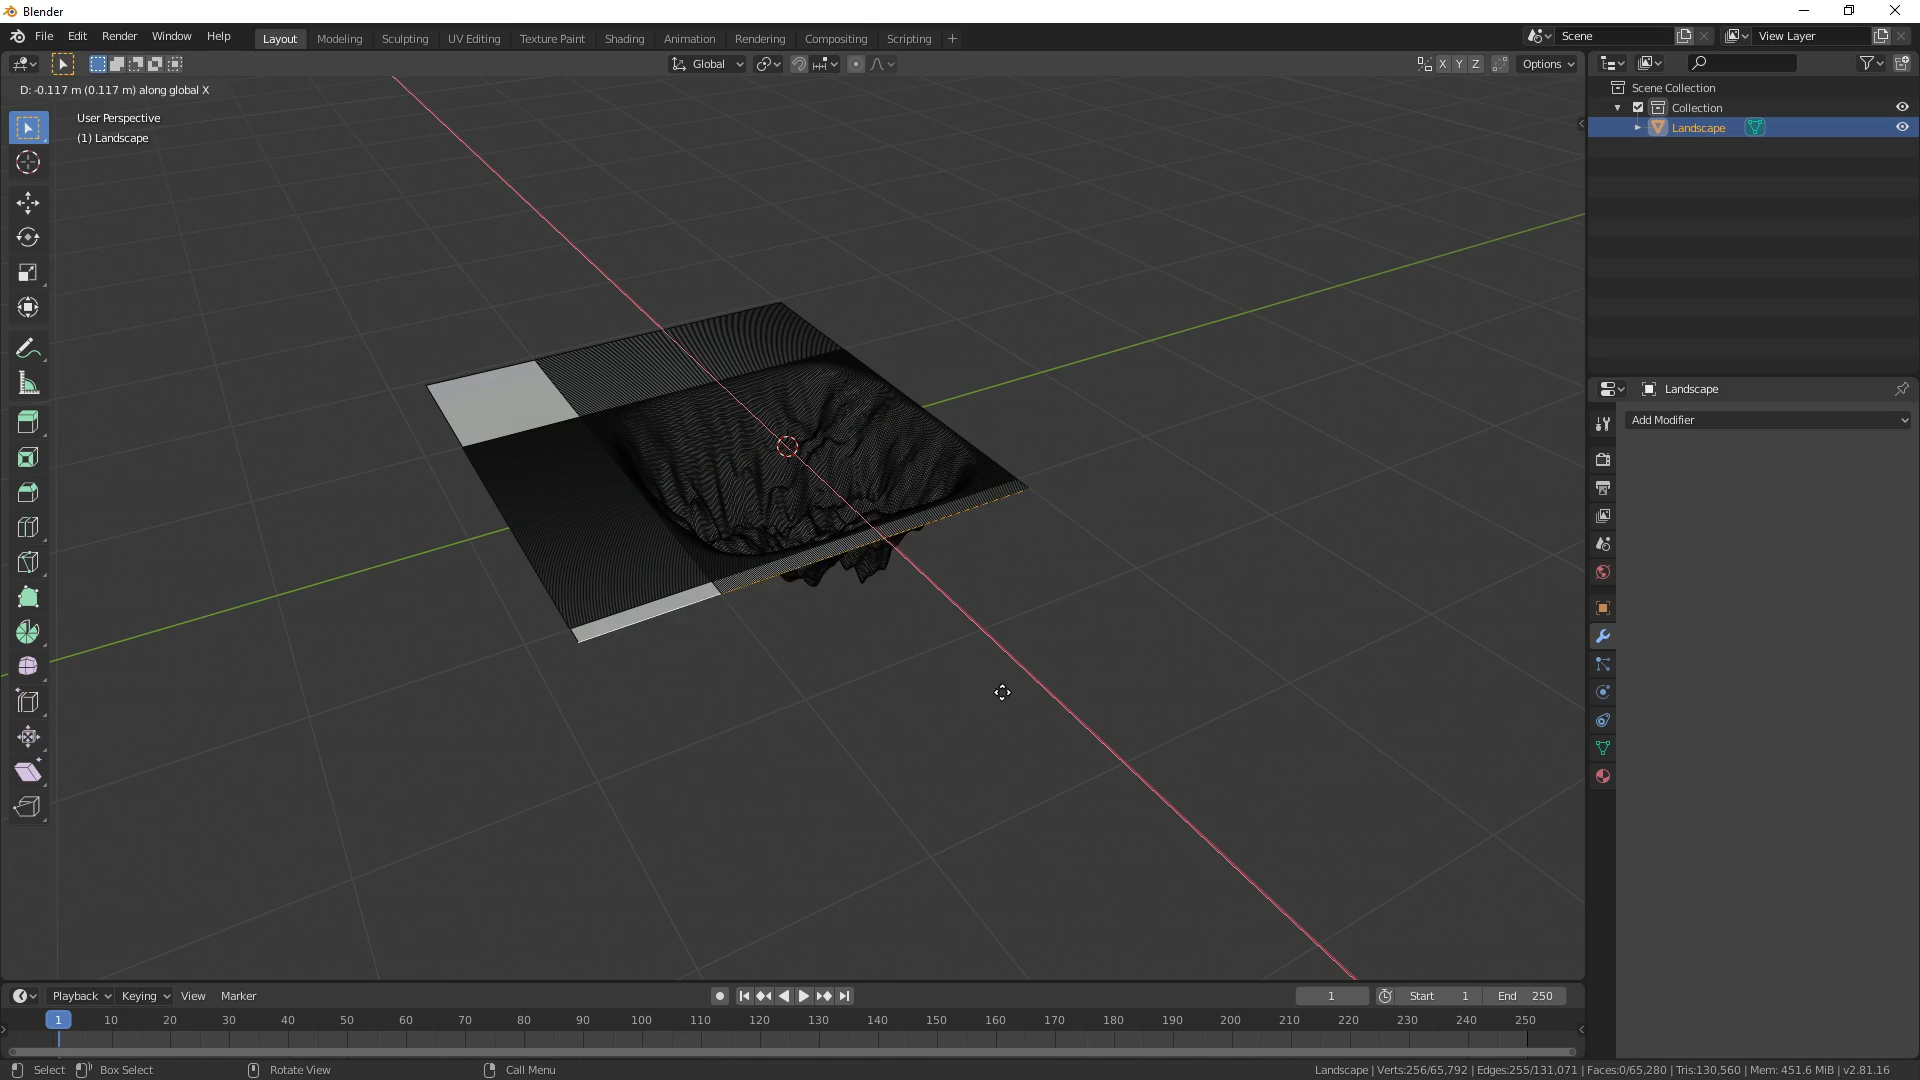 Blender
File Edit Render Window Help
Layout Modeling Sculpting UV Editing Texture Paint Shading Animation Rendering Compositing Scripting +
Scene
View Layer
Global
X Y Z
Options
D: -0.117 m (0.117 m) along global X
User Perspective
(1) Landscape
Scene Collection
Collection
Landscape
Landscape
Add Modifier
Playback Keying View Marker
1
Start 1
End 250
1 10 20 30 40 50 60 70 80 90 100 110 120 130 140 150 160 170 180 190 200 210 220 230 240 250
Select Box Select Rotate View Call Menu
Landscape | Verts:256/65,792 | Edges:255/131,071 | Faces:0/65,280 | Tris:130,560 | Mem: 451.6 MiB | v2.81.16